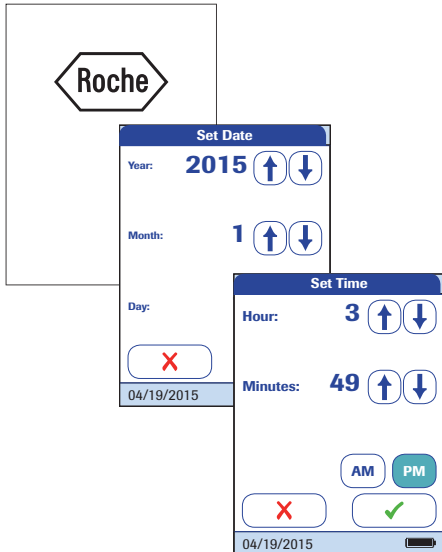 Roche
Set Date
Year: 2015
Month: 1
Day:
04/19/2015
Set Time
Hour: 3
Minutes: 49
AM PM
04/19/2015